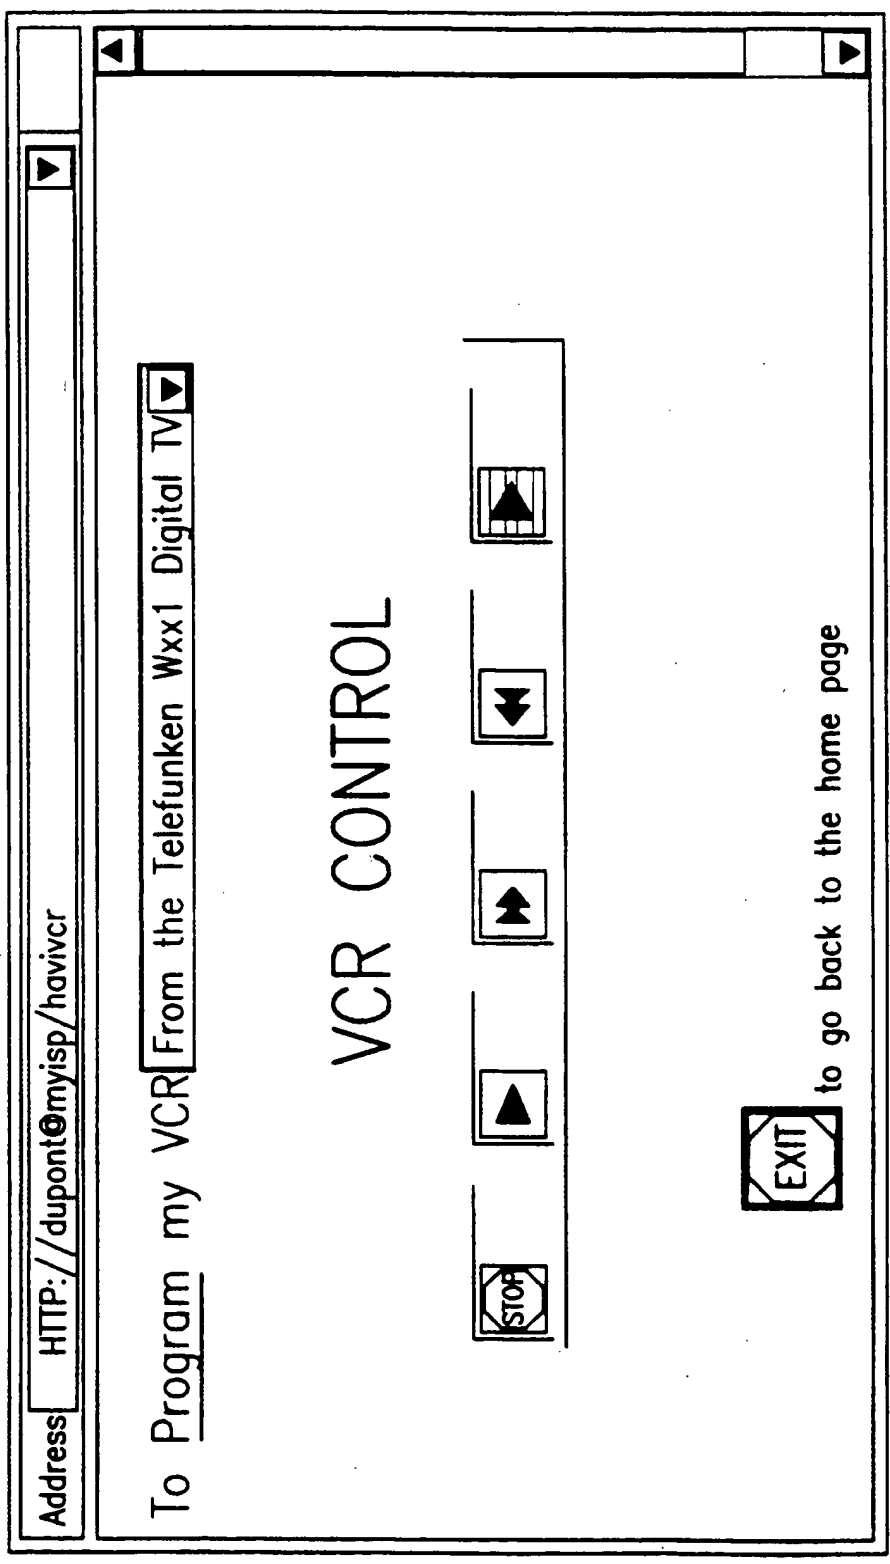 Address HTTP://dupont@myisp/havivcr
To Program my VCR From the Telefunken Wxx1 Digital TV
VCR CONTROL
STOP
EXIT to go back to the home page